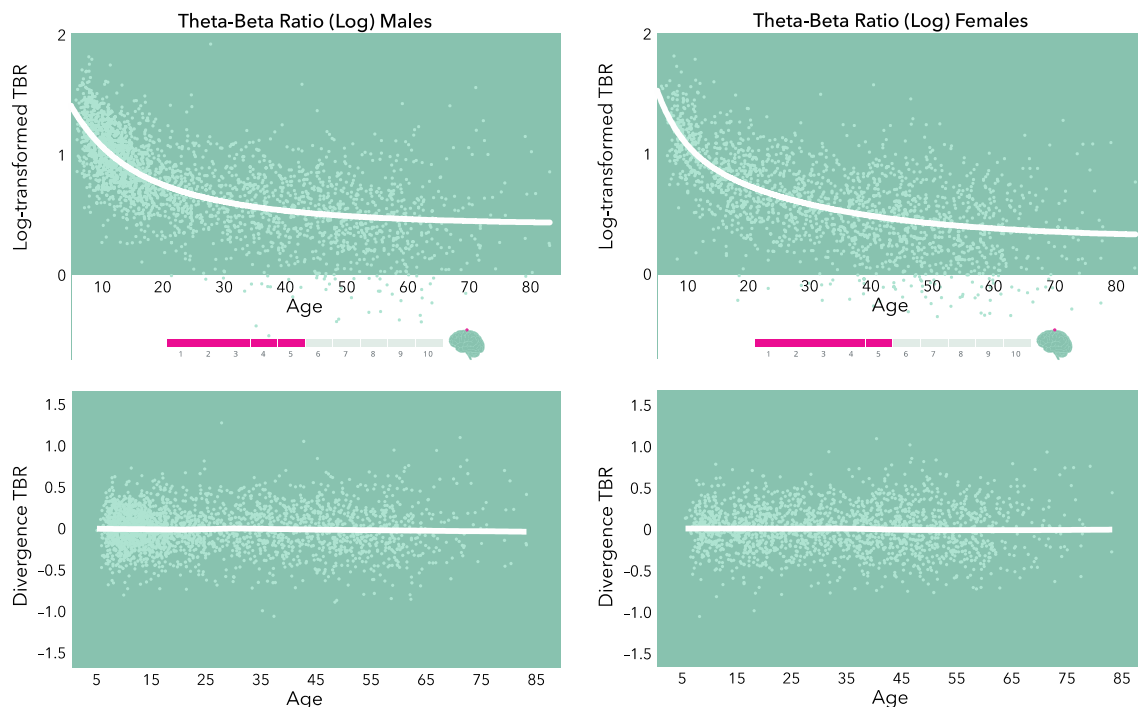 Theta-Beta Ratio (Log) Males
Log-transformed TBR
2
1
0
10 20 30 40 50 60 70 80
Age
1 2 3 4 5 6 7 8 9 10
Theta-Beta Ratio (Log) Females
Log-transformed TBR
2
1
0
10 20 30 40 50 60 70 80
Age
1 2 3 4 5 6 7 8 9 10
Divergence TBR
1.5
1.0
0.5
0
−0.5
−1.0
−1.5
5 15 25 35 45 55 65 75 85
Age
Divergence TBR
1.5
1.0
0.5
0
−0.5
−1.0
−1.5
5 15 25 35 45 55 65 75 85
Age